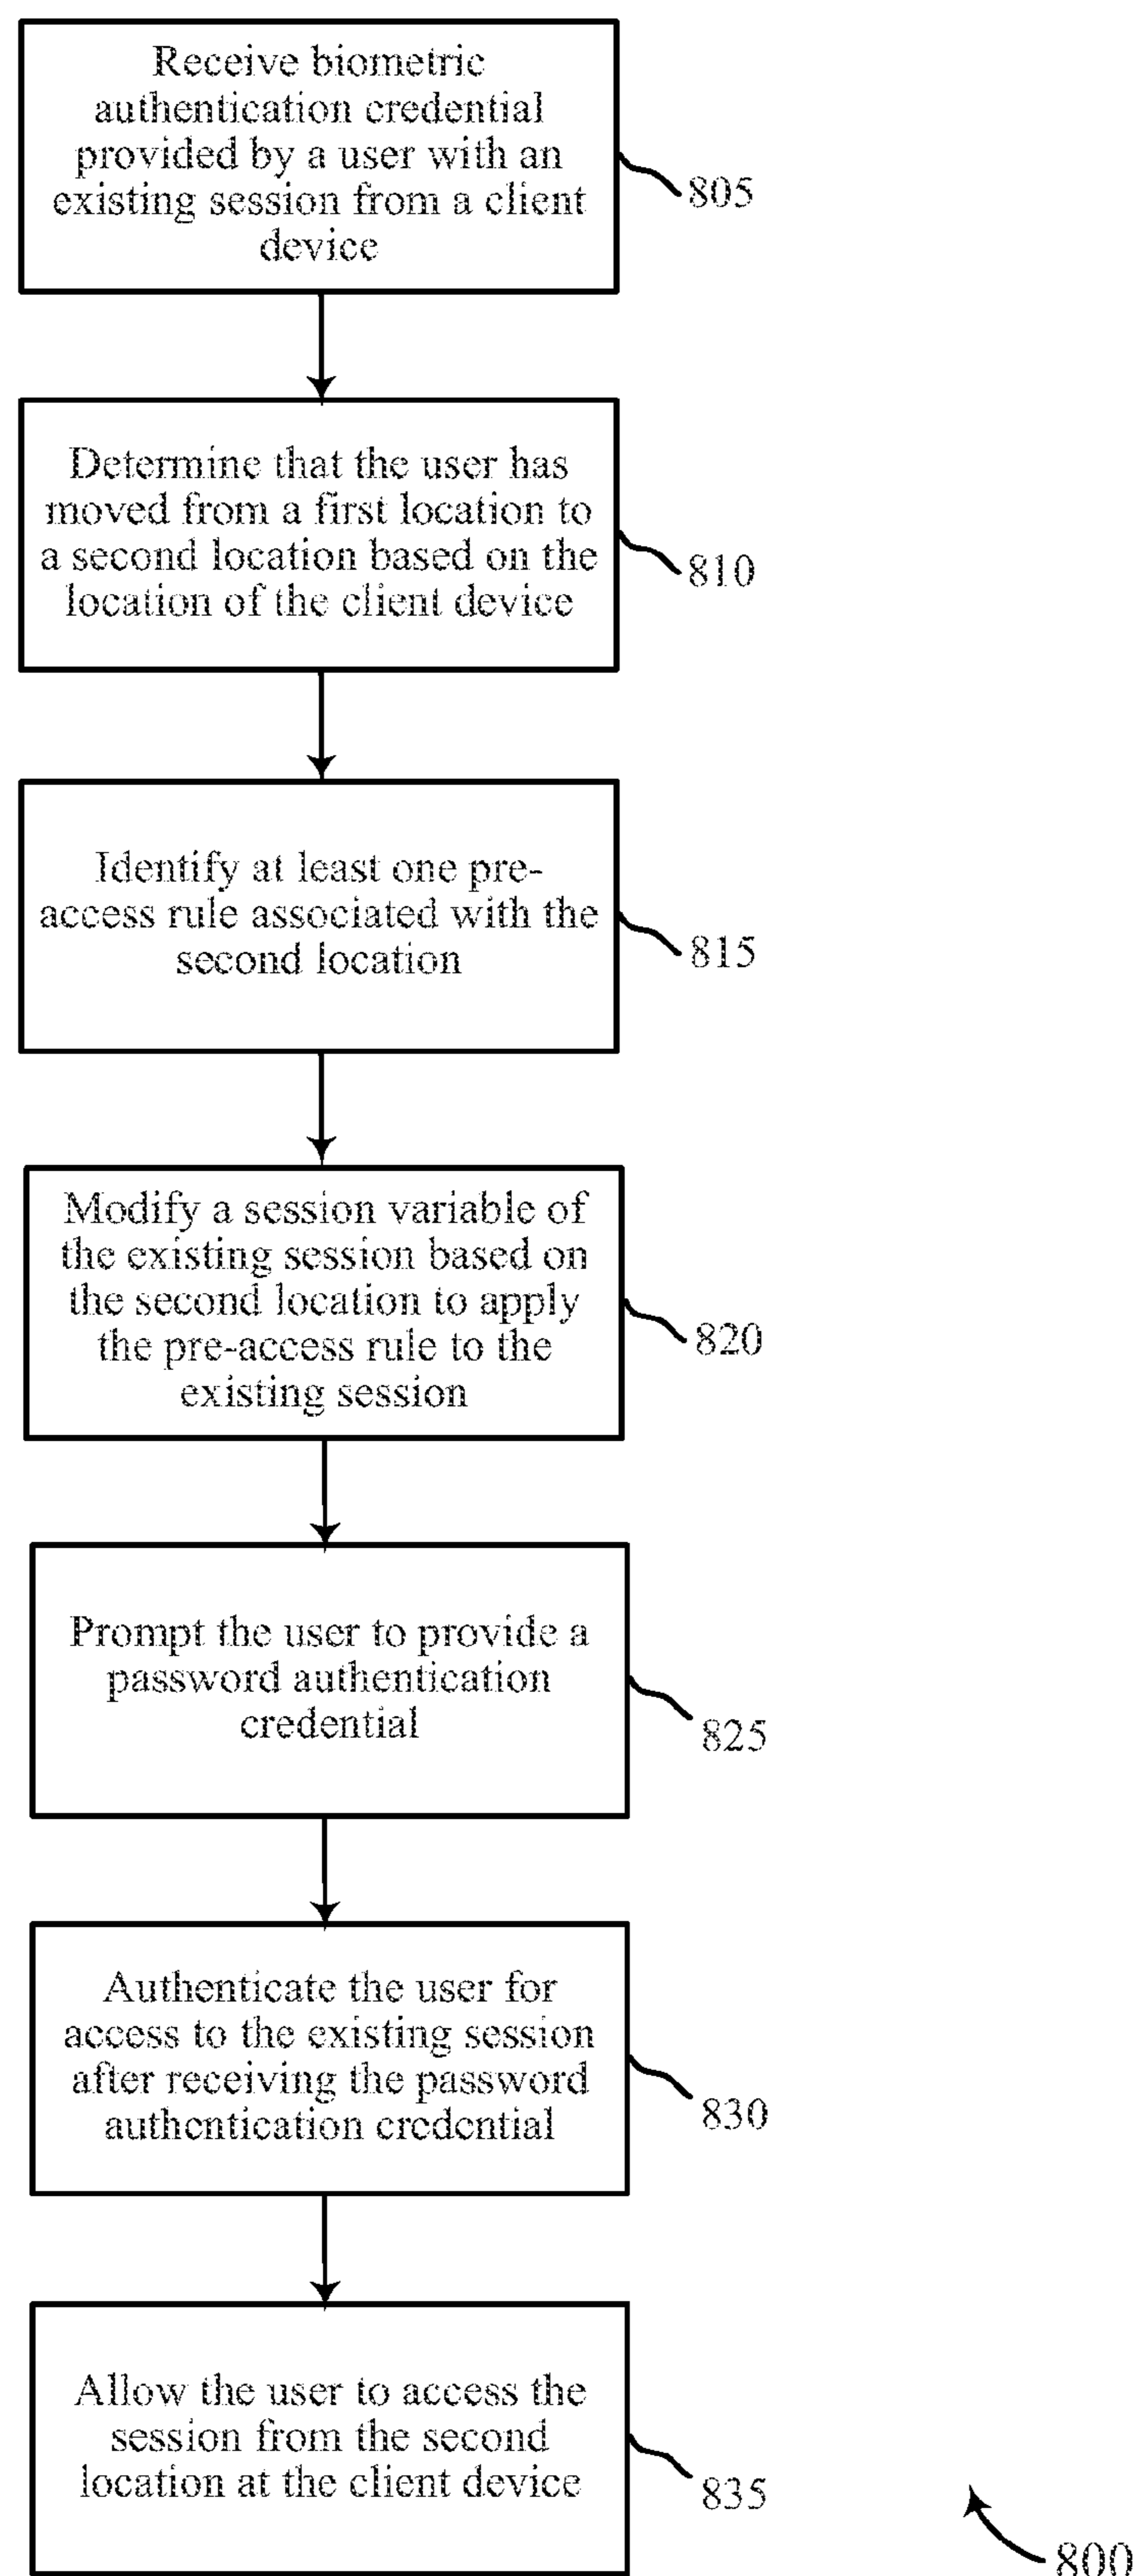 Receive biometric
authentication credential
provided by a user with an
existing session from a client
device
805
Determine that the user has
moved from a first location to
a second location based on the
location of the client device
810
Identify at least one pre-
access rule associated with the
second location
815
Modify a session variable of
the existing session based on
the second location to apply
the pre-access rule to the
existing session
820
Prompt the user to provide a
password authentication
credential
825
Authenticate the user for
access to the existing session
after receiving the password
authentication credential
830
Allow the user to access the
session from the second
location at the client device
835
800